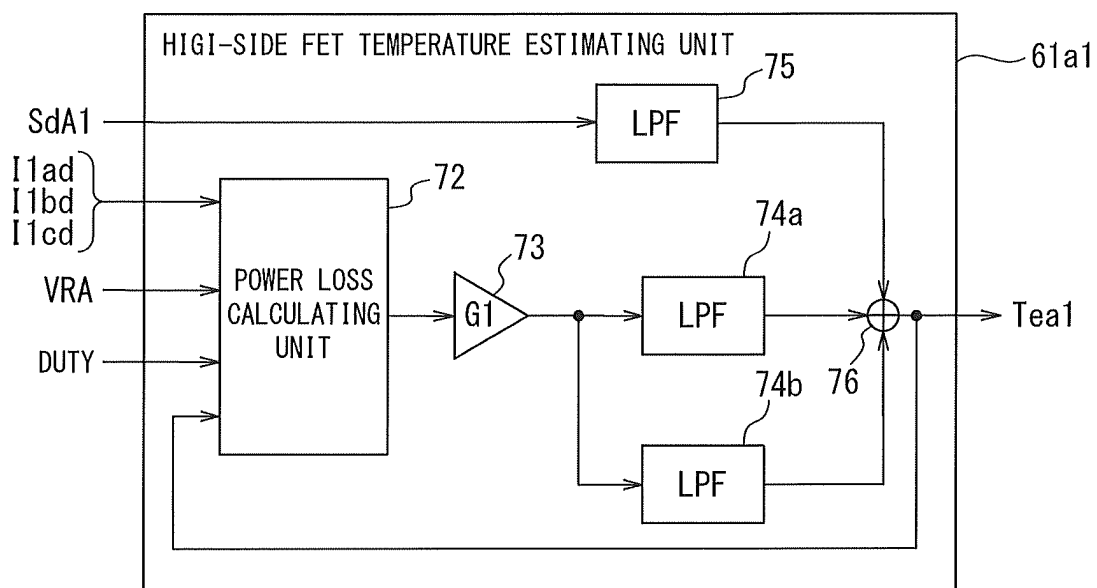 HIGI-SIDE FET TEMPERATURE ESTIMATING UNIT
61a1
75
SdA1
LPF
I1ad
I1bd
I1cd
72
74a
73
VRA
POWER LOSS
CALCULATING
UNIT
G1
LPF
Tea1
DUTY
76
74b
LPF